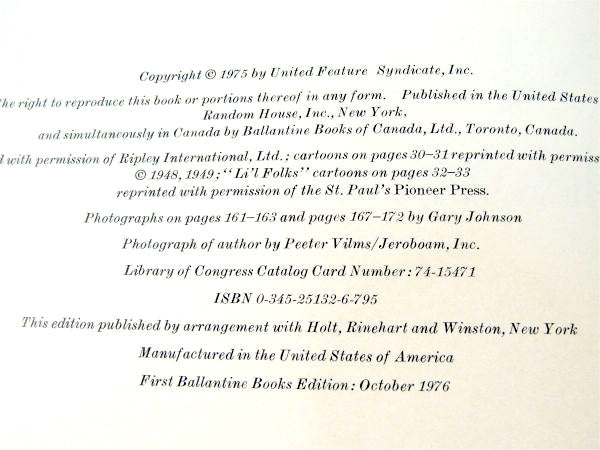 Copyright © 1975 by United Feature Syndicate, Inc.
the right to reproduce this book or portions thereof in any form. Published in the United States
Random House, Inc., New York,
and simultaneously in Canada by Ballantine Books of Canada, Ltd., Toronto, Canada.
with permission of Ripley International, Ltd.; cartoons on pages 30–31 reprinted with
© 1948, 1949; "Li'l Folks" cartoons on pages 32–33
reprinted with permission of the St. Paul's Pioneer Press.
Photographs on pages 161–163 and pages 167–172 by Gary Johnson
Photograph of author by Peeter Vilms/Jeroboam, Inc.
Library of Congress Catalog Card Number: 74-15471
ISBN 0-345-25132-6-795
This edition published by arrangement with Holt, Rinehart and Winston, New York
Manufactured in the United States of America
First Ballantine Books Edition: October 1976